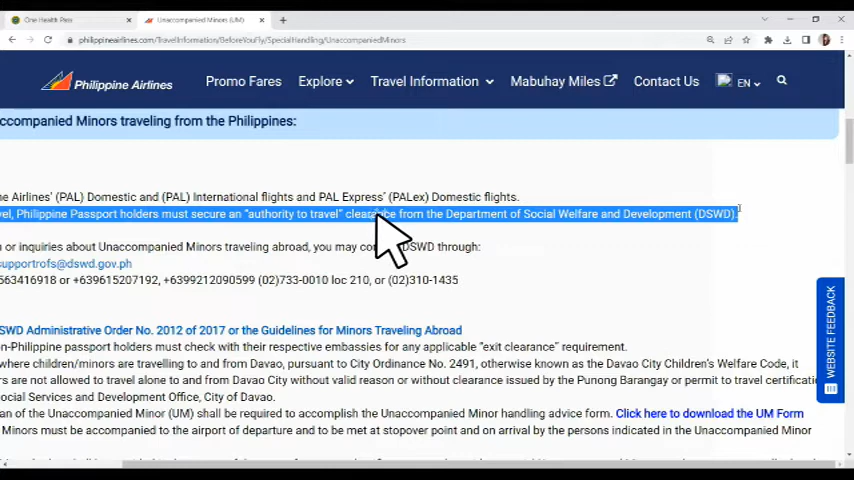 One Health Pass
Unaccompanied Minors (UM)
philippineairlines.com/TravelInformation/BeforeYouFly/SpecialHandling/UnaccompaniedMinors
Philippine Airlines
Promo Fares
Explore
Travel Information
Mabuhay Miles
Contact Us
EN
accompanied Minors traveling from the Philippines:
ne Airlines' (PAL) Domestic and (PAL) International flights and PAL Express' (PALex) Domestic flights.
vel, Philippine Passport holders must secure an "authority to travel" clearance from the Department of Social Welfare and Development (DSWD).
n or inquiries about Unaccompanied Minors traveling abroad, you may DSWD through:
supportrofs@dswd.gov.ph
563416918 or +639615207192, +6399212090599 (02)733-0010 loc 210, or (02)310-1435
SWD Administrative Order No. 2012 of 2017 or the Guidelines for Minors Traveling Abroad
n-Philippine passport holders must check with their respective embassies for any applicable "exit clearance" requirement.
where children/minors are travelling to and from Davao, pursuant to City Ordinance No. 2491, otherwise known as the Davao City Children's Welfare Code, it
rs are not allowed to travel alone to and from Davao City without valid reason or without clearance issued by the Punong Barangay or permit to travel certificatio
ocial Services and Development Office, City of Davao.
an of the Unaccompanied Minor (UM) shall be required to accomplish the Unaccompanied Minor handling advice form. Click here to download the UM Form
Minors must be accompanied to the airport of departure and to be met at stopover point and on arrival by the persons indicated in the Unaccompanied Minor
WEBSITE FEEDBACK